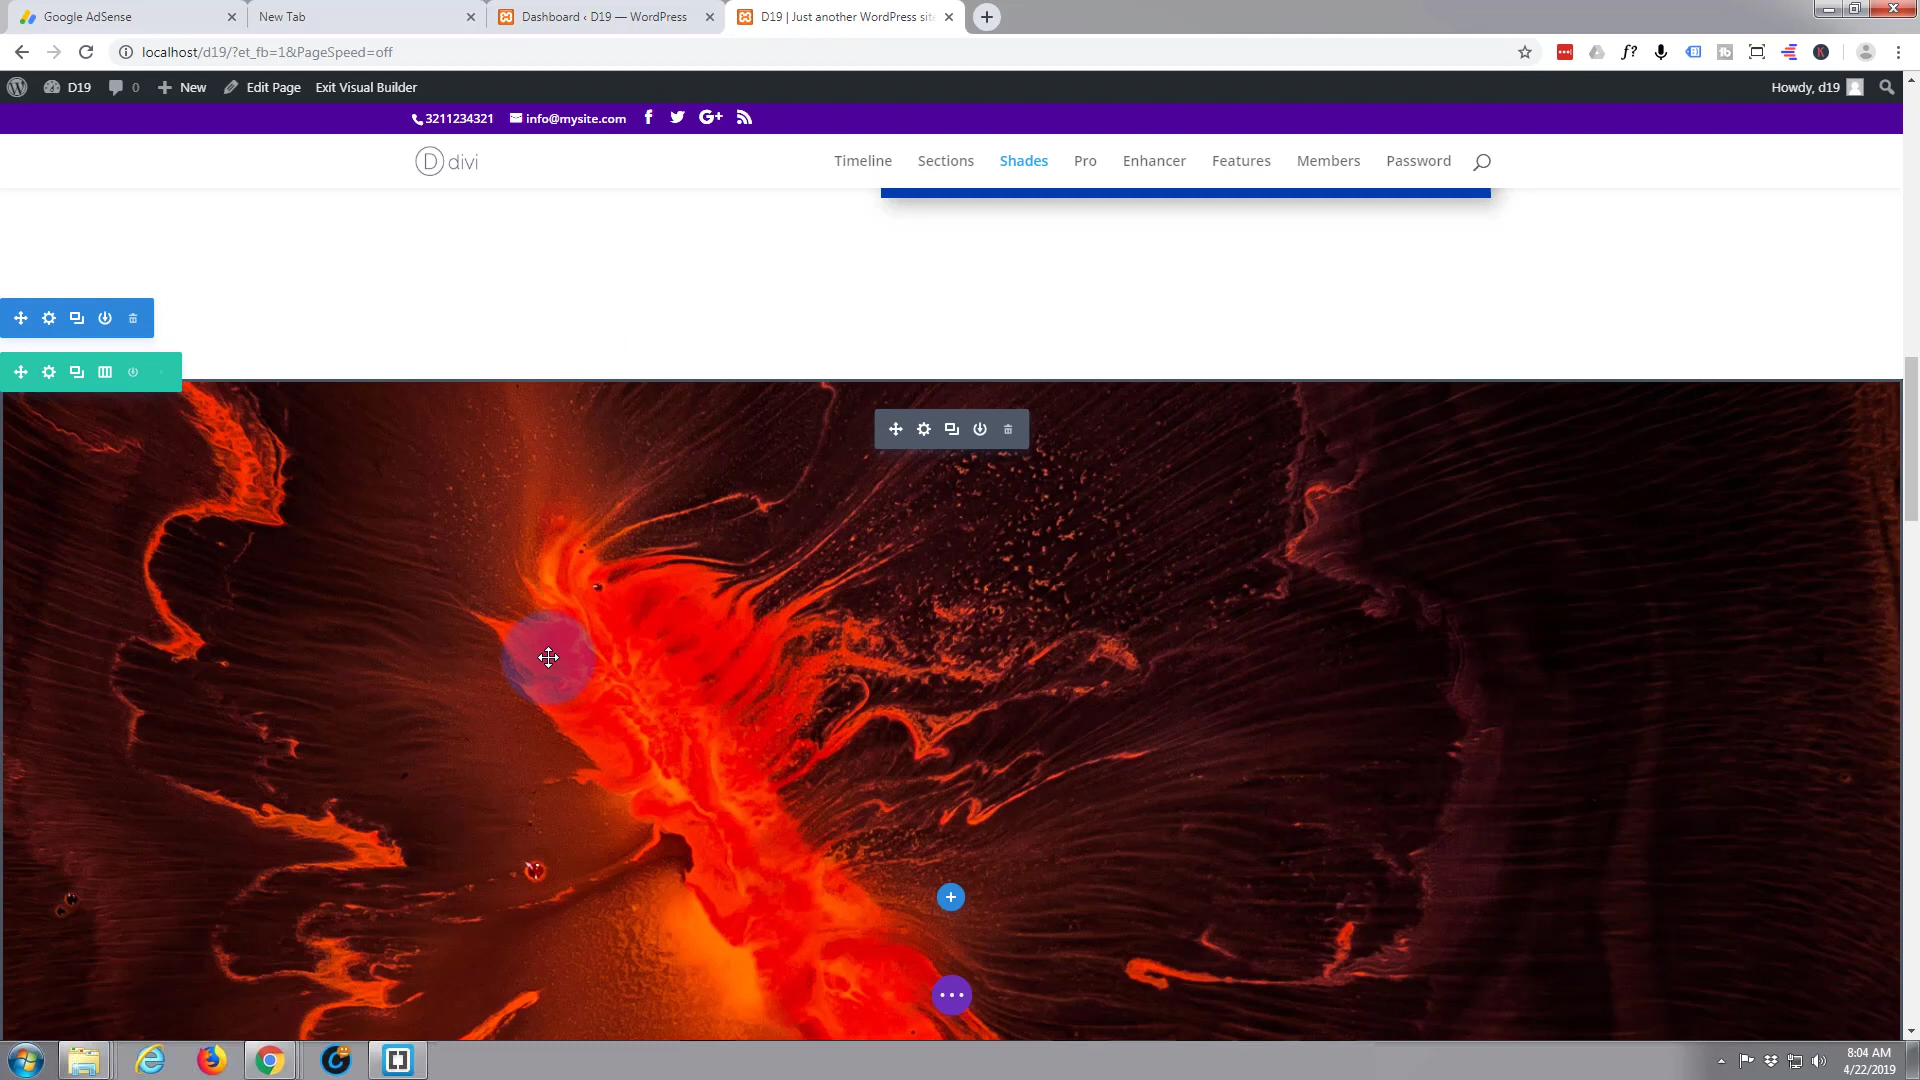 Google AdSense
New Tab
Dashboard ‹ D19 — WordPress
D19 | Just another WordPress site
localhost/d19/?et_fb=1&PageSpeed=off
f?
fb
K
D19
0
New
Edit Page
Exit Visual Builder
Howdy, d19
3211234321
info@mysite.com
f
G+
D divi
Timeline
Sections
Shades
Pro
Enhancer
Features
Members
Password
8:04 AM
4/22/2019